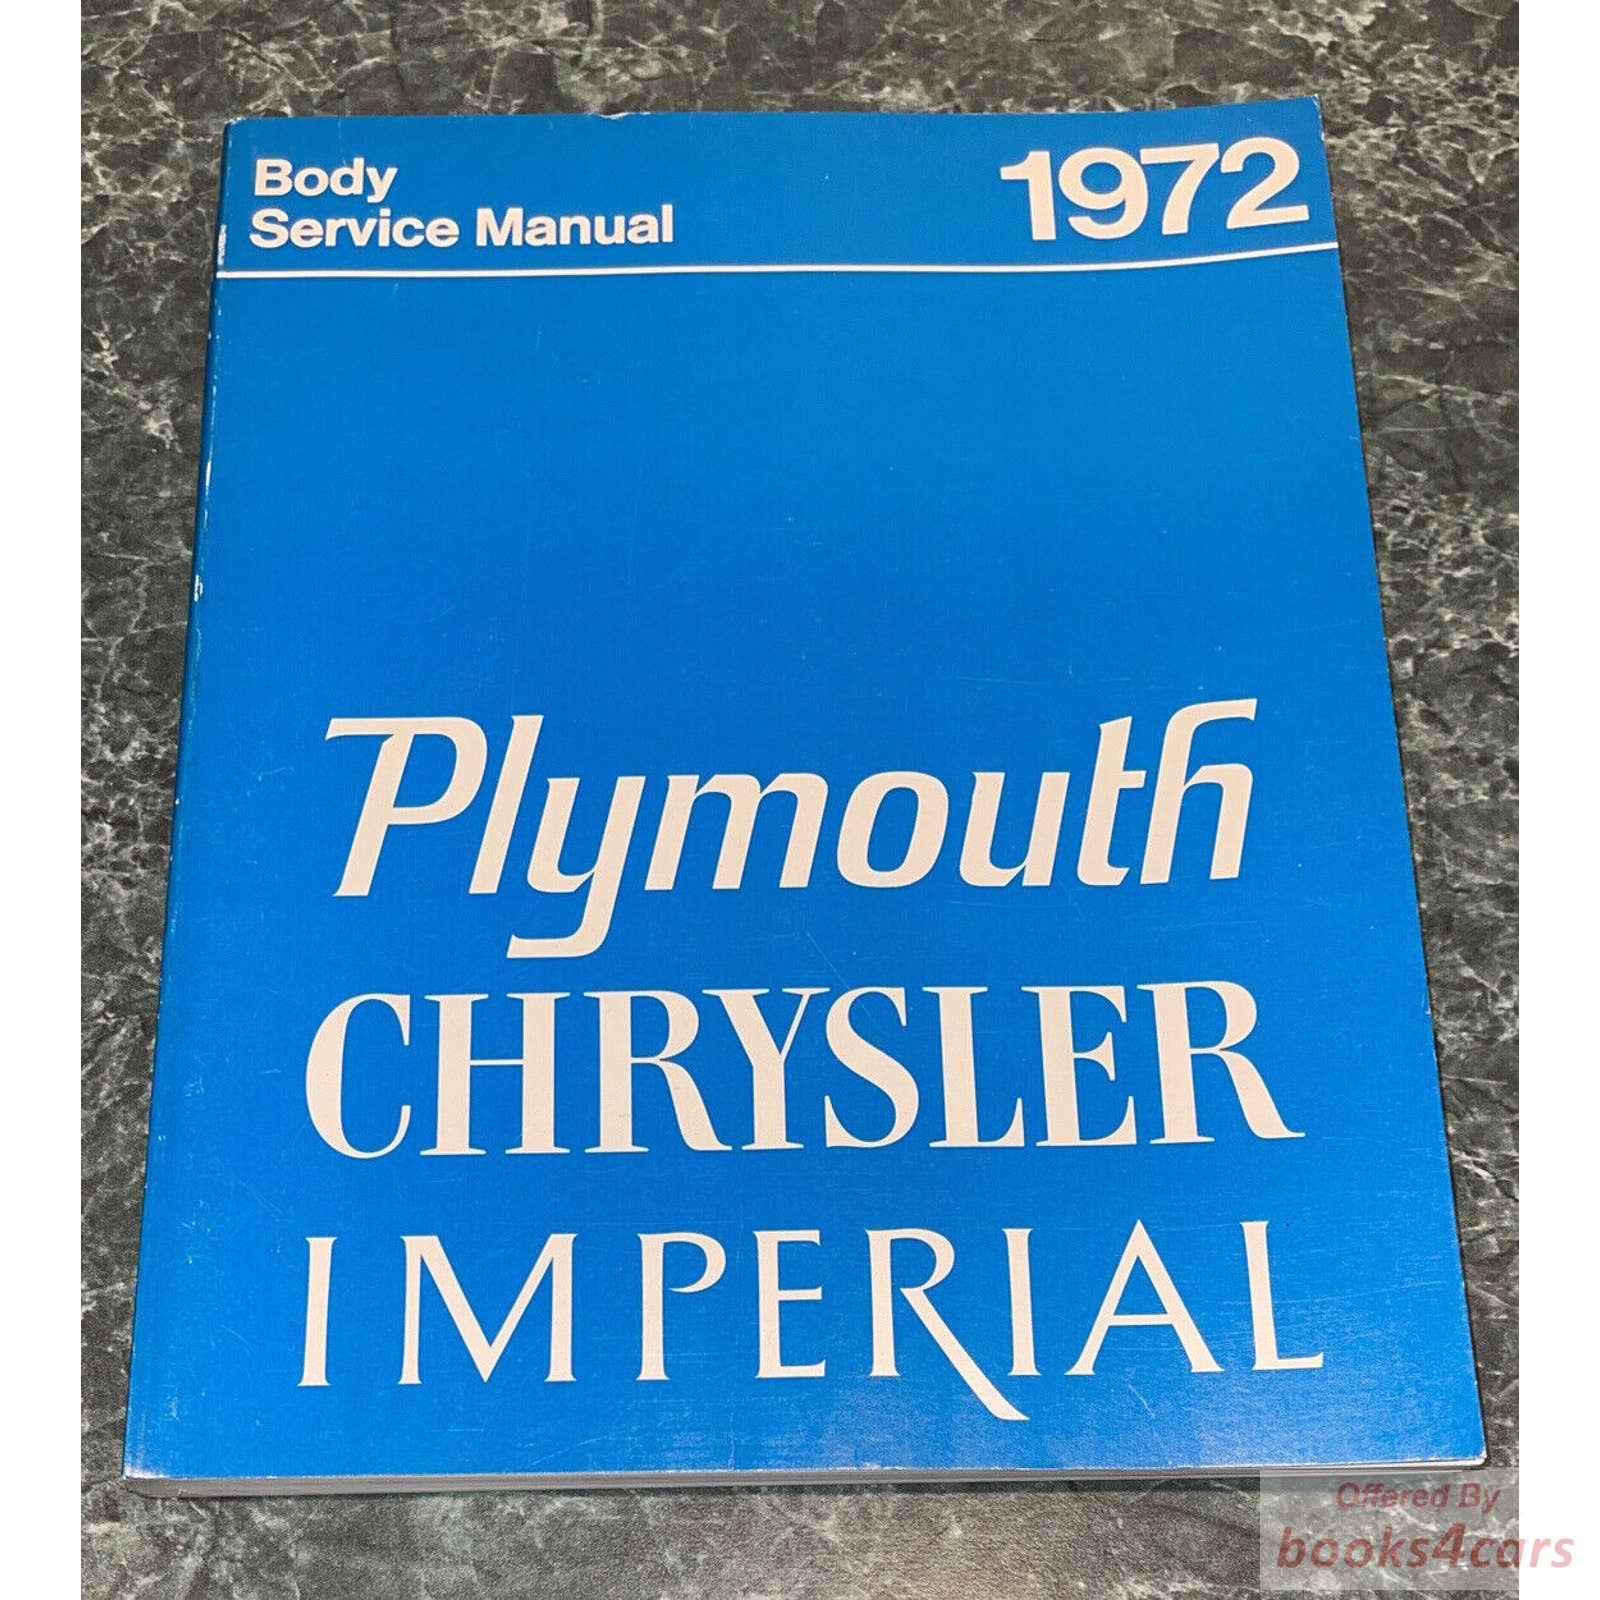 Body
Service Manual
1972
Plymouth
CHRYSLER
IMPERIAL
Offered By
books4cars